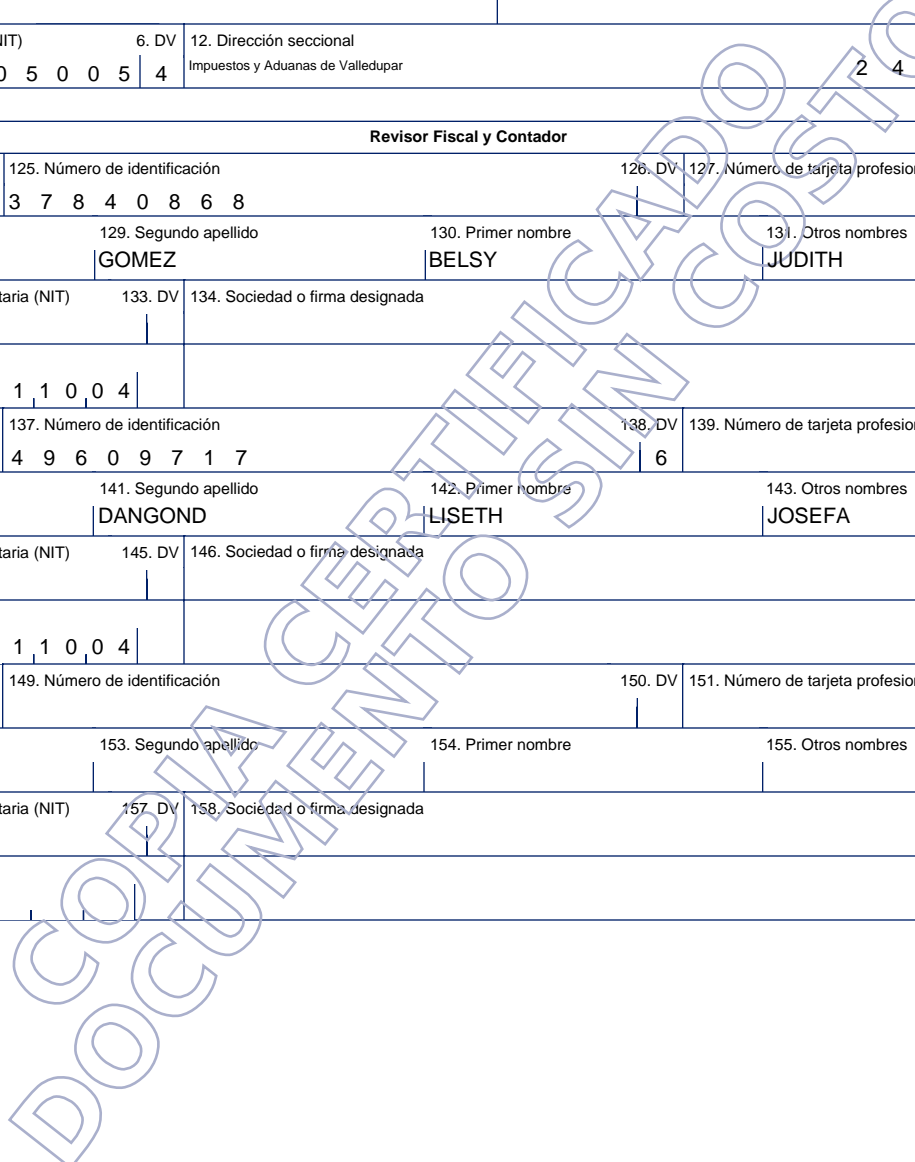 NIT) 6. DV 12. Dirección seccional
0 5 0 0 5 4 Impuestos y Aduanas de Valledupar 2 4
Revisor Fiscal y Contador
125. Número de identificación 126. DV 127. Número de tarjeta profesion
3 7 8 4 0 8 6 8
129. Segundo apellido 130. Primer nombre 131. Otros nombres
GOMEZ BELSY JUDITH
taria (NIT) 133. DV 134. Sociedad o firma designada
1 1 0 0 4
137. Número de identificación 138. DV 139. Número de tarjeta profesion
4 9 6 0 9 7 1 7 6
141. Segundo apellido 142. Primer nombre 143. Otros nombres
DANGOND LISETH JOSEFA
taria (NIT) 145. DV 146. Sociedad o firma designada
1 1 0 0 4
149. Número de identificación 150. DV 151. Número de tarjeta profesion
153. Segundo apellido 154. Primer nombre 155. Otros nombres
taria (NIT) 157. DV 158. Sociedad o firma designada
COPIA CERTIFICADO
DOCUMENTO SIN COSTO